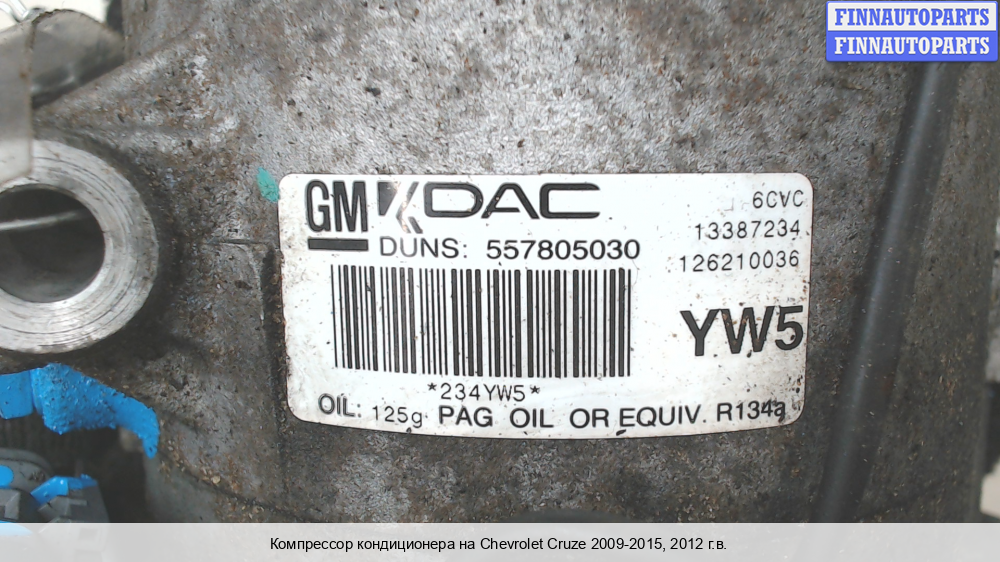 FINNAUTOPARTS
FINNAUTOPARTS
GM KDAC
6CVC
DUNS: 557805030
13387234
126210036
YW5
*234YW5*
OIL: 125g PAG OIL OR EQUIV. R134a
Компрессор кондиционера на Chevrolet Cruze 2009-2015, 2012 г.в.